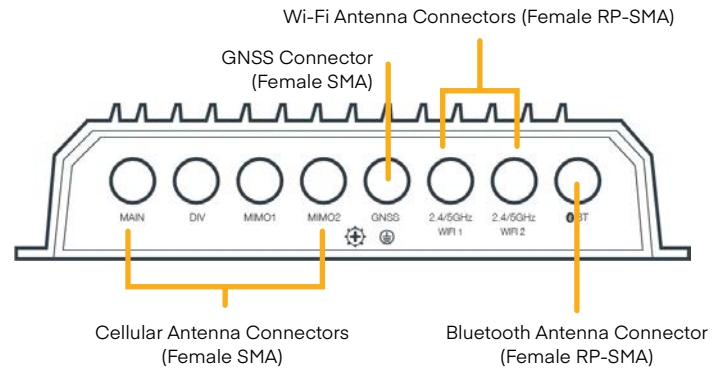 Wi-Fi Antenna Connectors (Female RP-SMA)
GNSS Connector
(Female SMA)
MAIN DIV MIMO1 MIMO2 GNSS 2.4/5GHz 2.4/5GHz BT
WIFI 1 WIFI 2
Cellular Antenna Connectors
(Female SMA)
Bluetooth Antenna Connector
(Female RP-SMA)